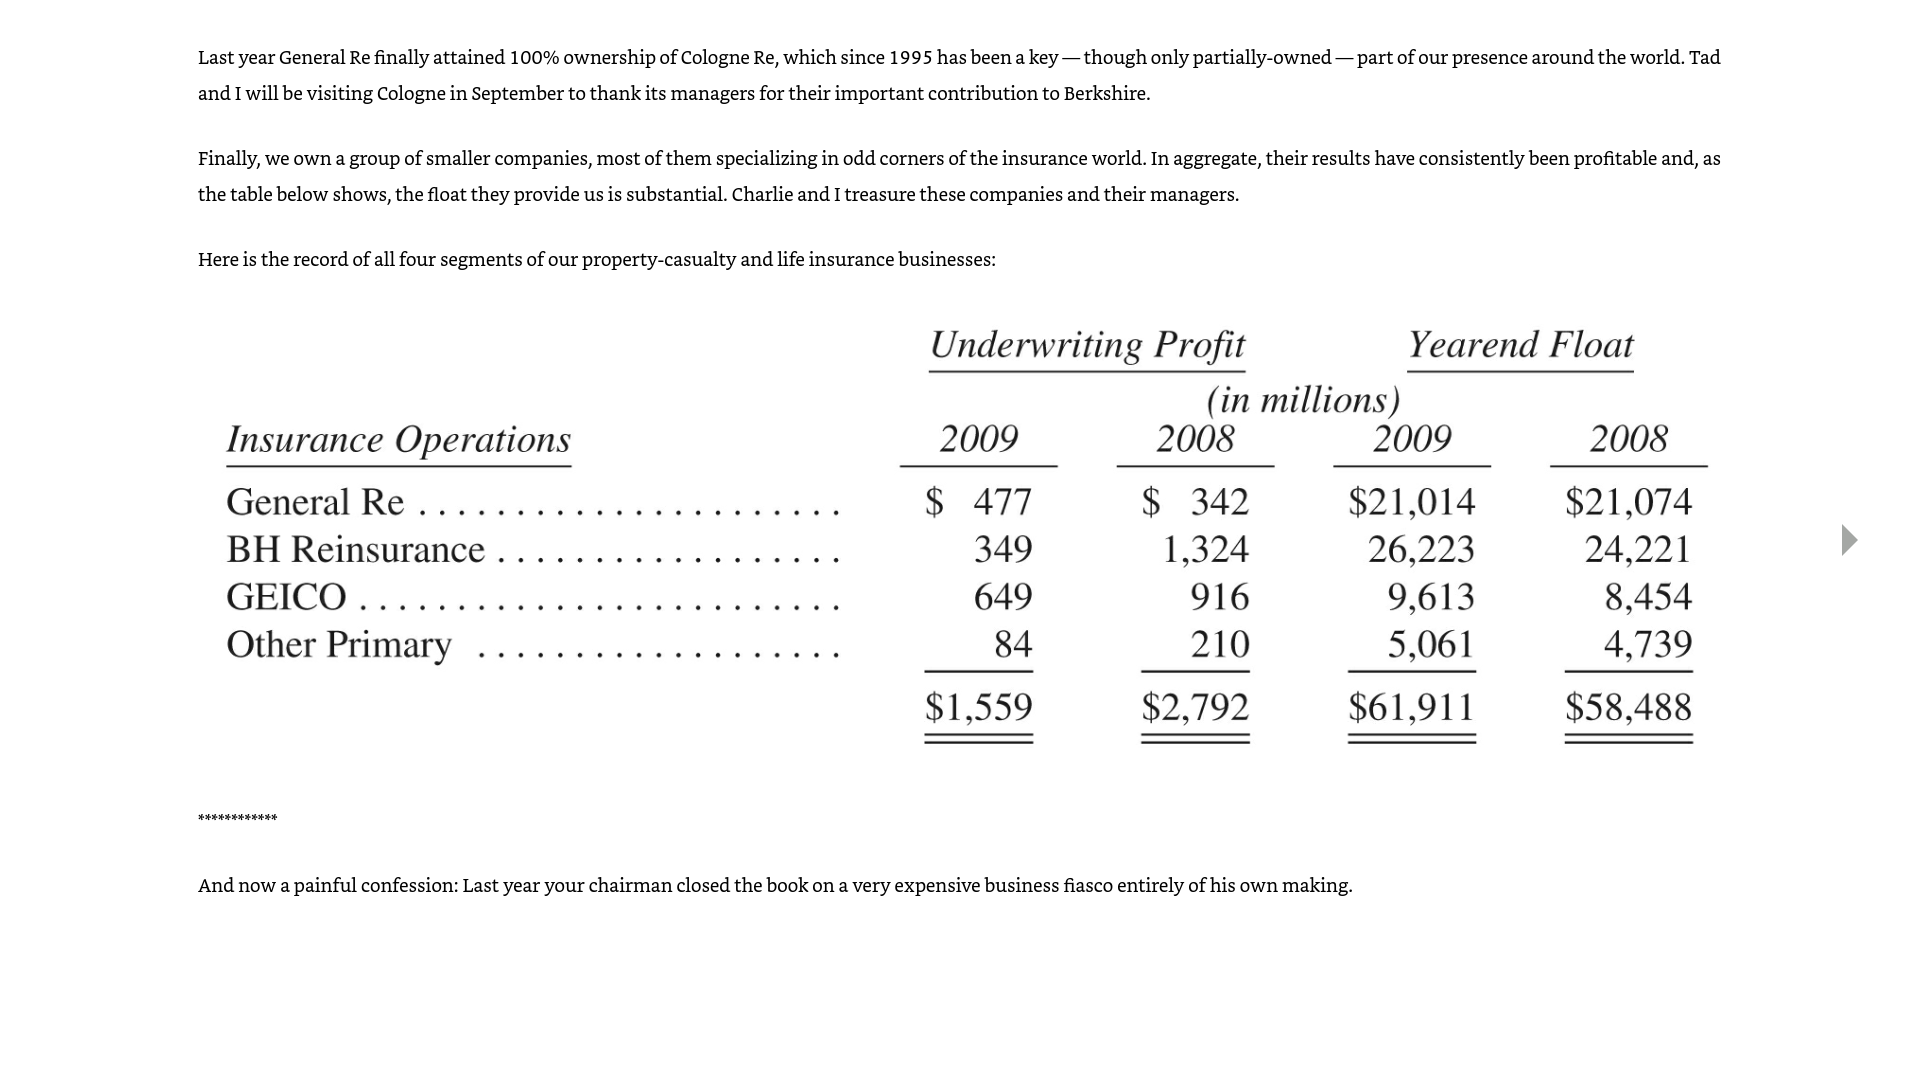 Last year General Re finally attained 100% ownership of Cologne Re, which since 1995 has been a key — though only partially-owned — part of our presence around the world. Tad
and I will be visiting Cologne in September to thank its managers for their important contribution to Berkshire.
Finally, we own a group of smaller companies, most of them specializing in odd corners of the insurance world. In aggregate, their results have consistently been profitable and, as
the table below shows, the float they provide us is substantial. Charlie and I treasure these companies and their managers.
Here is the record of all four segments of our property-casualty and life insurance businesses:
Underwriting Profit Yearend Float
(in millions)
Insurance Operations 2009 2008 2009 2008
General Re . . . . . . . . . . . . . . . . . . . . . . $ 477 $ 342 $21,014 $21,074
BH Reinsurance . . . . . . . . . . . . . . . . . . 349 1,324 26,223 24,221
GEICO . . . . . . . . . . . . . . . . . . . . . . . . . 649 916 9,613 8,454
Other Primary . . . . . . . . . . . . . . . . . . . 84 210 5,061 4,739
$1,559 $2,792 $61,911 $58,488
************
And now a painful confession: Last year your chairman closed the book on a very expensive business fiasco entirely of his own making.